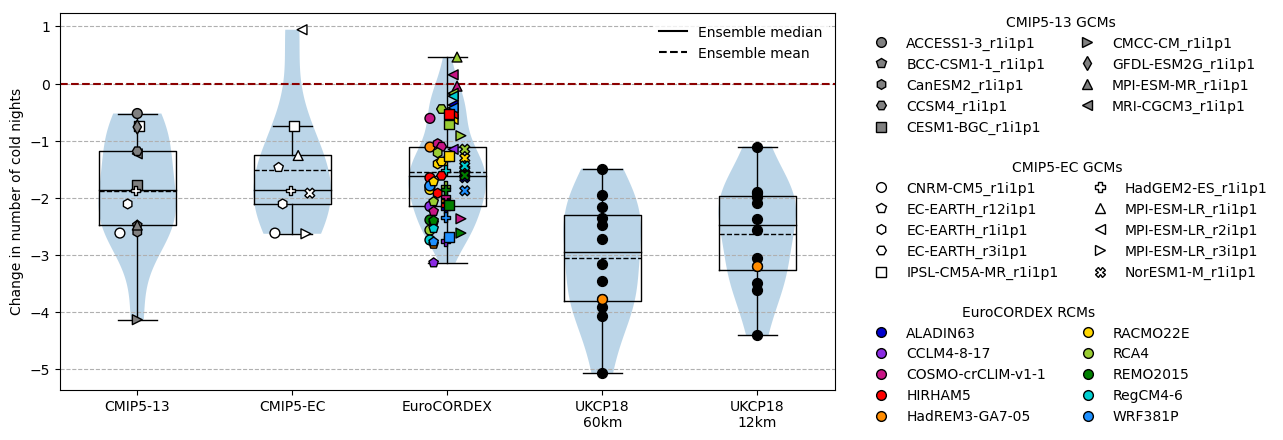 Change in number of cold nights
1
0
−1
−2
−3
−4
−5
CMIP5-13
CMIP5-EC
EuroCORDEX
UKCP18
60km
UKCP18
12km
Ensemble median
Ensemble mean
CMIP5-13 GCMs
ACCESS1-3_r1i1p1
BCC-CSM1-1_r1i1p1
CanESM2_r1i1p1
CCSM4_r1i1p1
CESM1-BGC_r1i1p1
CMCC-CM_r1i1p1
GFDL-ESM2G_r1i1p1
MPI-ESM-MR_r1i1p1
MRI-CGCM3_r1i1p1
CMIP5-EC GCMs
CNRM-CM5_r1i1p1
EC-EARTH_r12i1p1
EC-EARTH_r1i1p1
EC-EARTH_r3i1p1
IPSL-CM5A-MR_r1i1p1
HadGEM2-ES_r1i1p1
MPI-ESM-LR_r1i1p1
MPI-ESM-LR_r2i1p1
MPI-ESM-LR_r3i1p1
NorESM1-M_r1i1p1
EuroCORDEX RCMs
ALADIN63
CCLM4-8-17
COSMO-crCLIM-v1-1
HIRHAM5
HadREM3-GA7-05
RACMO22E
RCA4
REMO2015
RegCM4-6
WRF381P